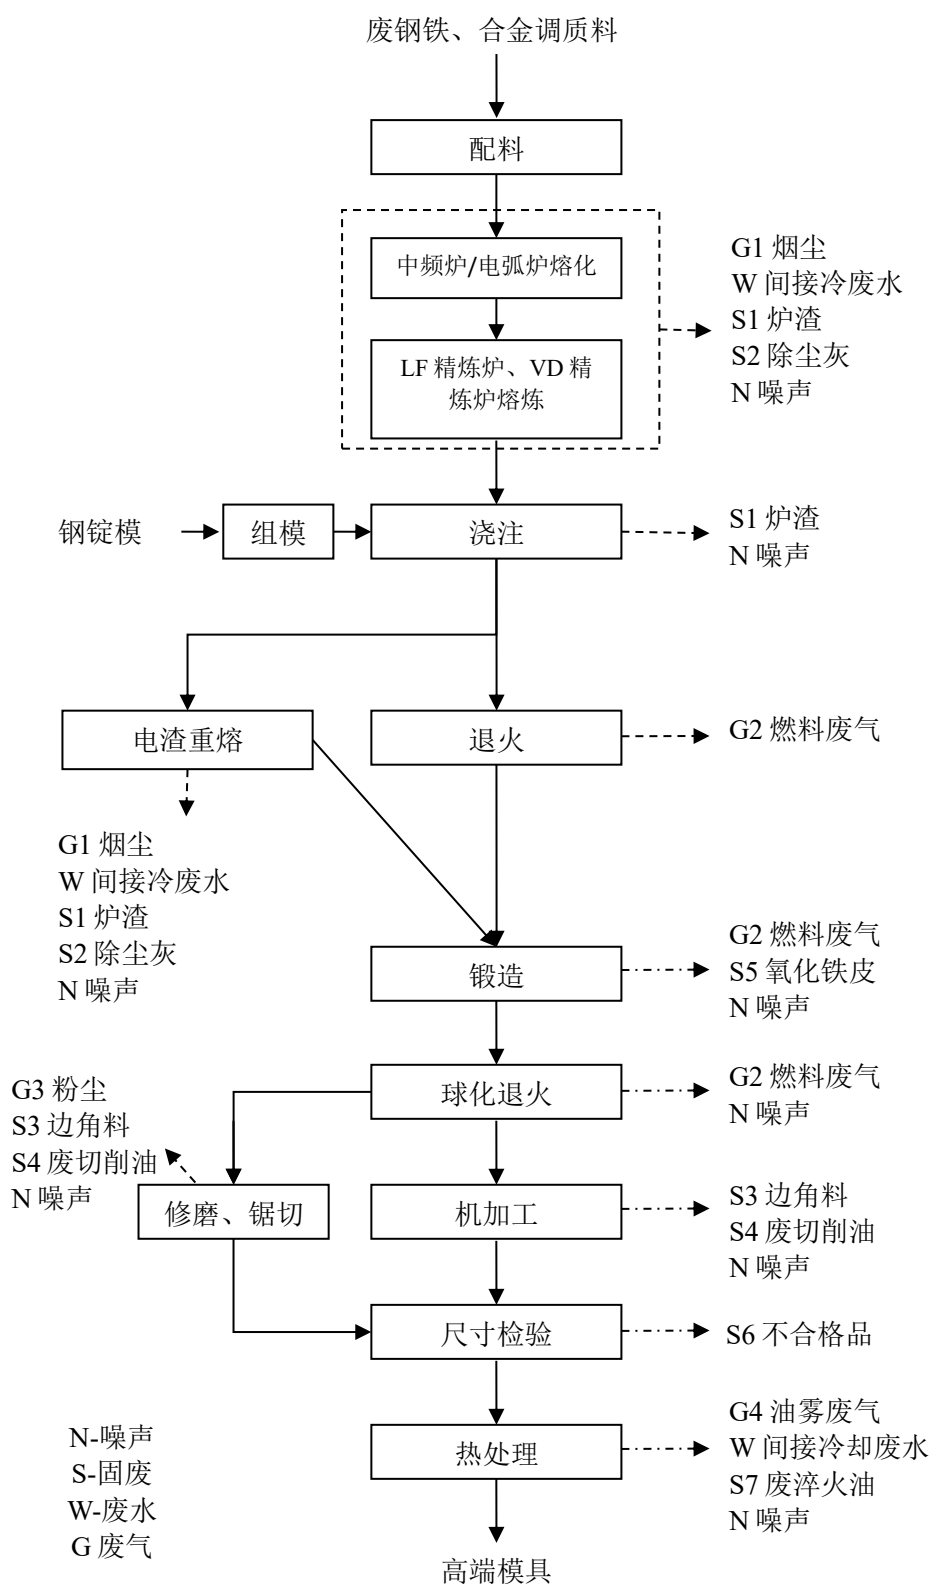 废钢铁、合金调质料
配料
中频炉/电弧炉熔化
LF 精炼炉、VD 精
炼炉熔炼
G1 烟尘
W 间接冷废水
S1 炉渣
S2 除尘灰
N 噪声
钢锭模
组模
浇注
S1 炉渣
N 噪声
电渣重熔
退火
G2 燃料废气
G1 烟尘
W 间接冷废水
S1 炉渣
S2 除尘灰
N 噪声
锻造
G2 燃料废气
S5 氧化铁皮
N 噪声
球化退火
G2 燃料废气
N 噪声
G3 粉尘
S3 边角料
S4 废切削油
N 噪声
修磨、锯切
机加工
S3 边角料
S4 废切削油
N 噪声
尺寸检验
S6 不合格品
热处理
G4 油雾废气
W 间接冷却废水
S7 废淬火油
N 噪声
N-噪声
S-固废
W-废水
G 废气
高端模具